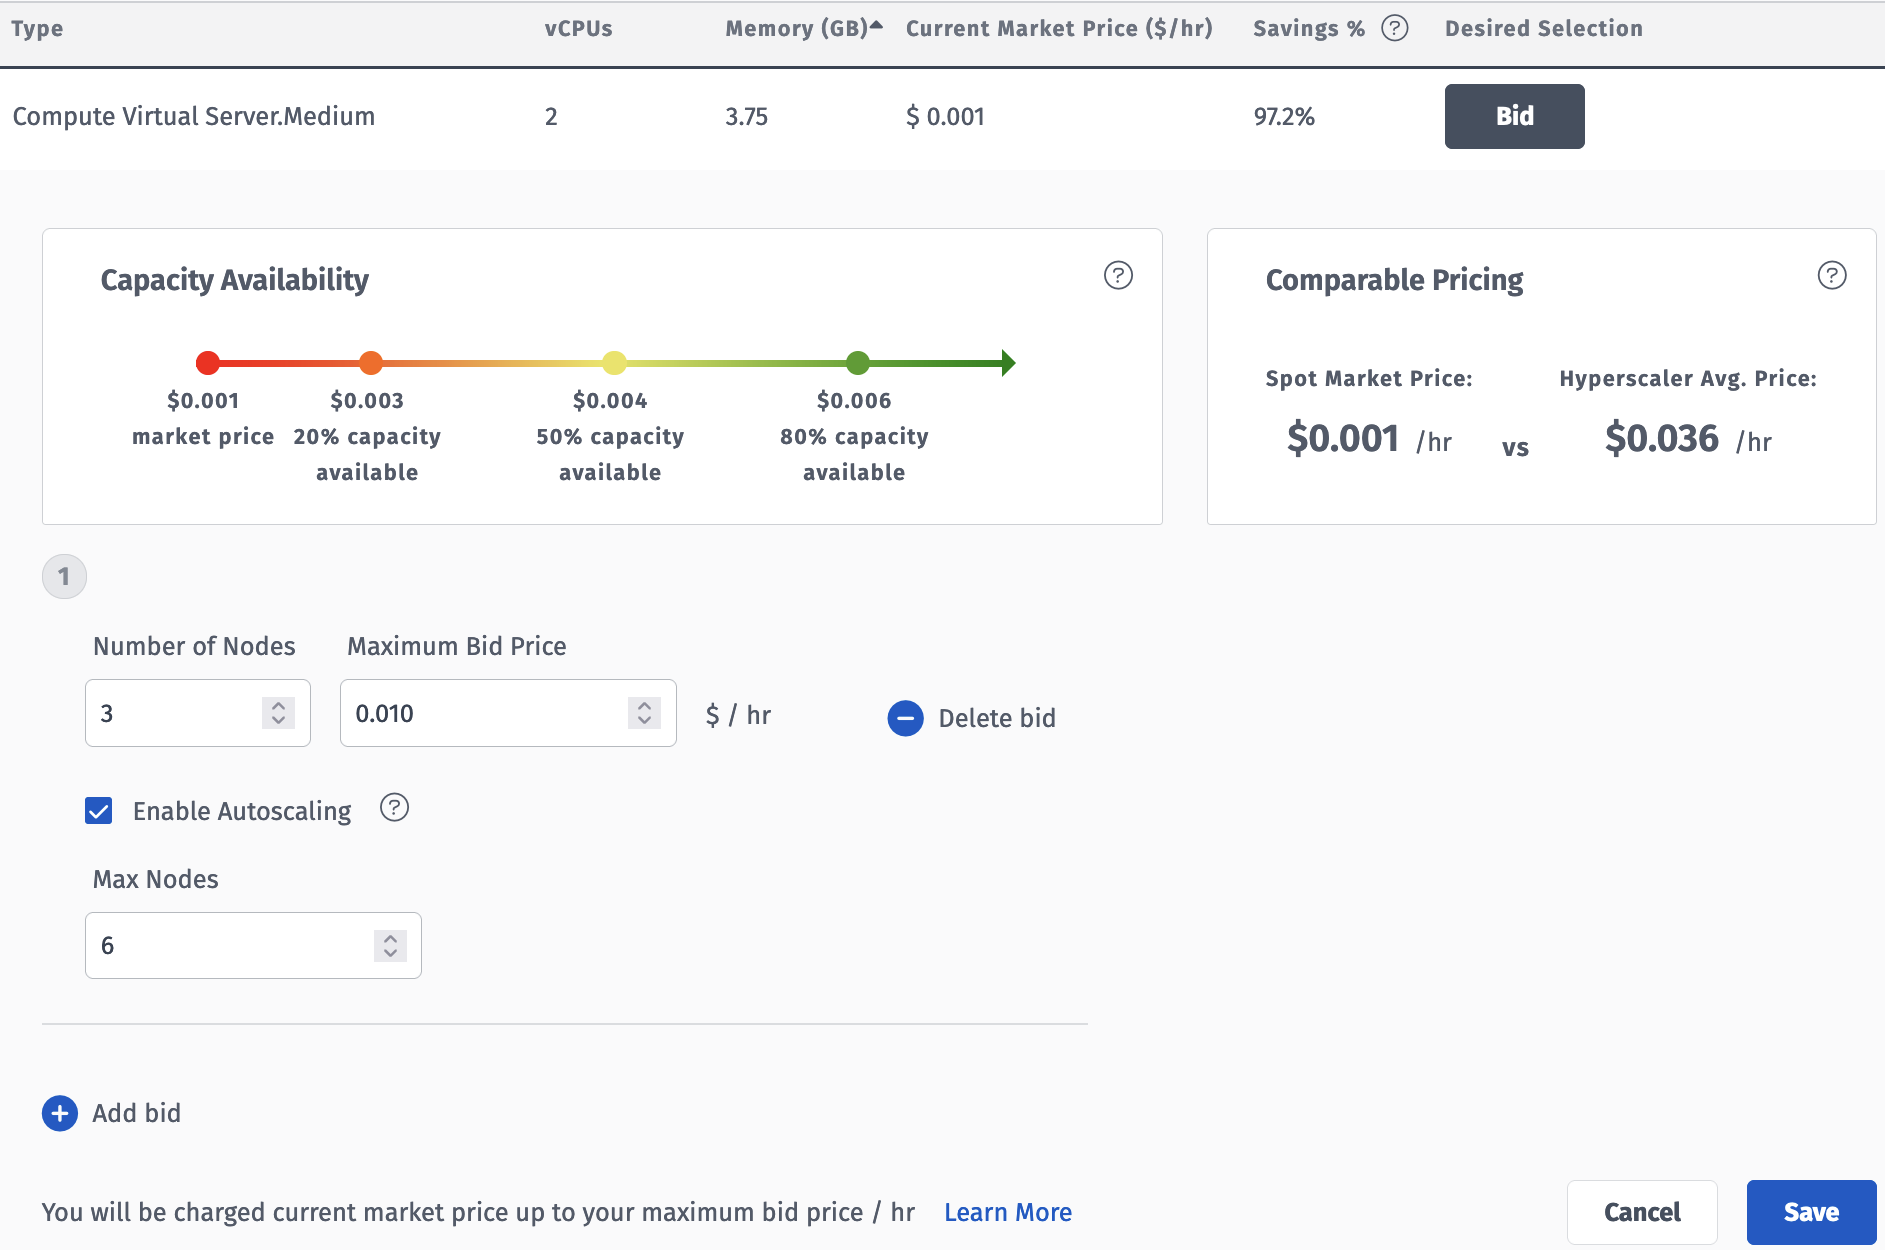 Type vCPUs Memory (GB) Current Market Price ($/hr) Savings % ? Desired Selection
Compute Virtual Server.Medium 2 3.75 $ 0.001 97.2% Bid
Capacity Availability ?
$0.001 $0.003 $0.004 $0.006
market price 20% capacity 50% capacity 80% capacity
available available available
Comparable Pricing ?
Spot Market Price: Hyperscaler Avg. Price:
$0.001 /hr vs $0.036 /hr
1
Number of Nodes Maximum Bid Price
3 0.010 $ / hr Delete bid
Enable Autoscaling ?
Max Nodes
6
Add bid
You will be charged current market price up to your maximum bid price / hr Learn More Cancel Save